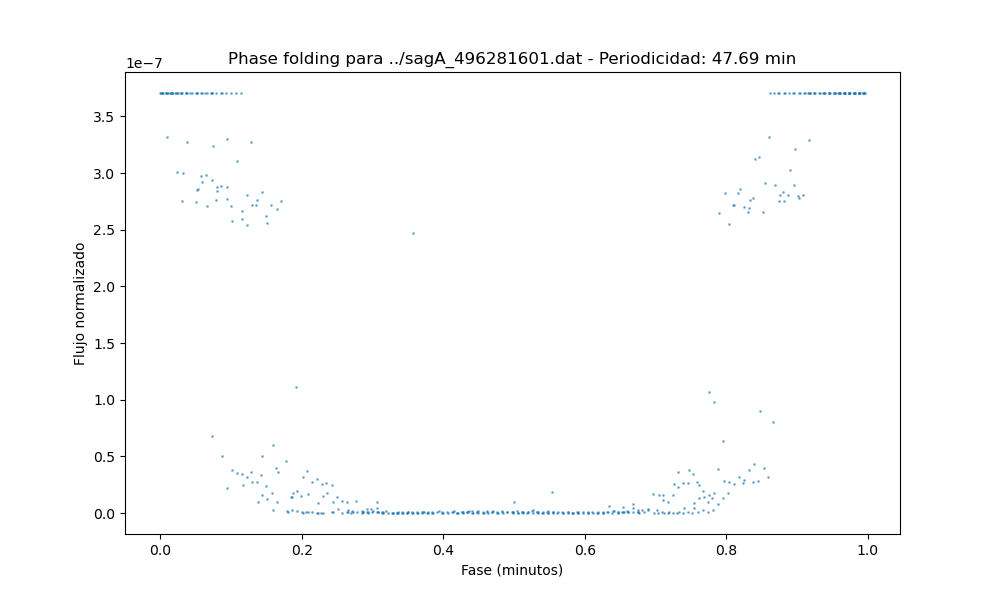 Phase folding para ../sagA_496281601.dat - Periodicidad: 47.69 min
1e−7
3.5
3.0
2.5
2.0
1.5
1.0
0.5
0.0
Flujo normalizado
0.0 0.2 0.4 0.6 0.8 1.0
Fase (minutos)